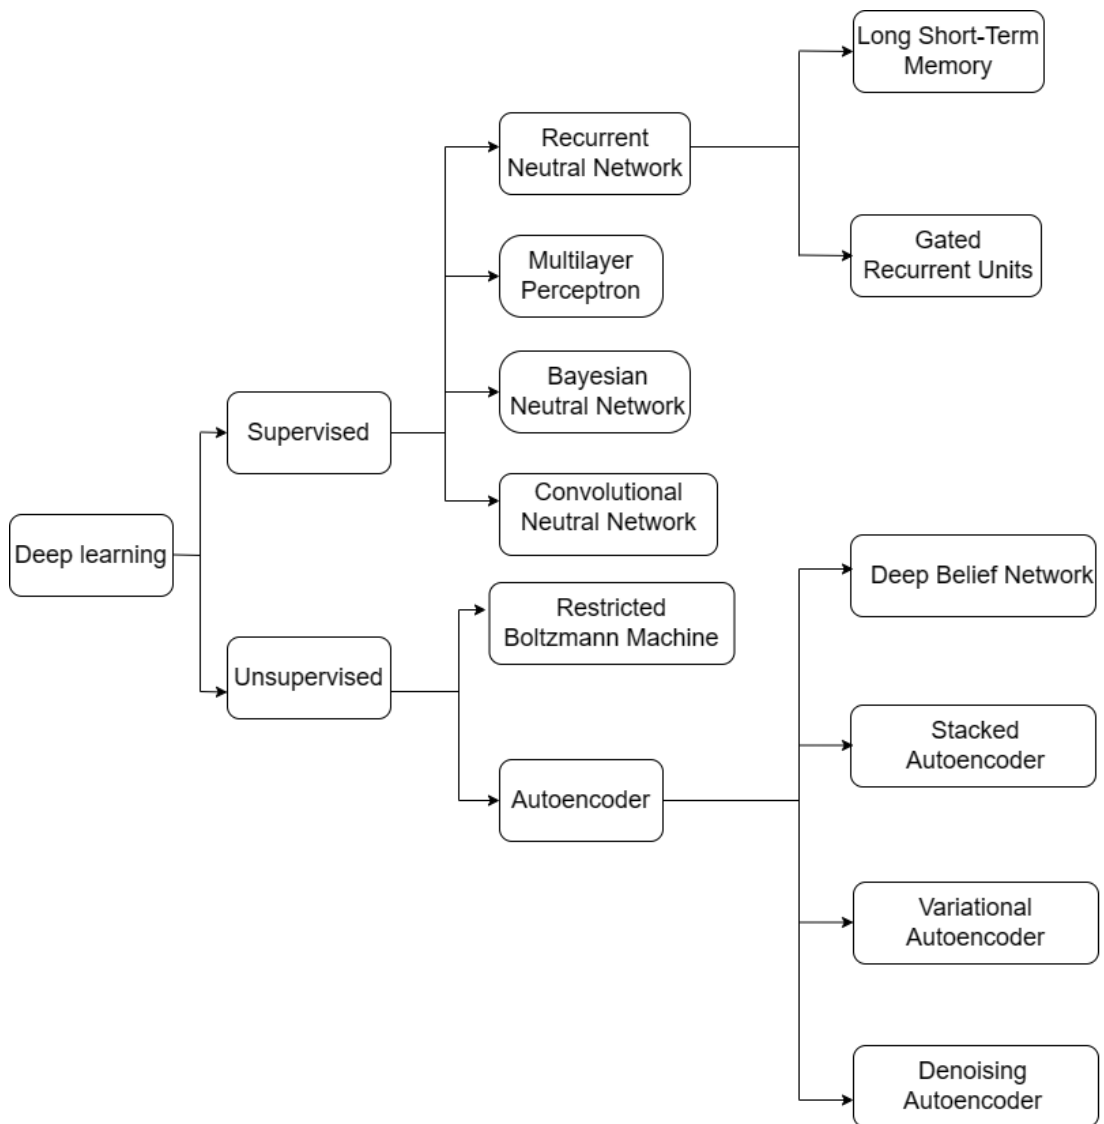 Long Short-Term
Memory
Recurrent
Neutral Network
Gated
Recurrent Units
Multilayer
Perceptron
Bayesian
Neutral Network
Supervised
Convolutional
Neutral Network
Deep learning
Deep Belief Network
Restricted
Boltzmann Machine
Unsupervised
Stacked
Autoencoder
Autoencoder
Variational
Autoencoder
Denoising
Autoencoder